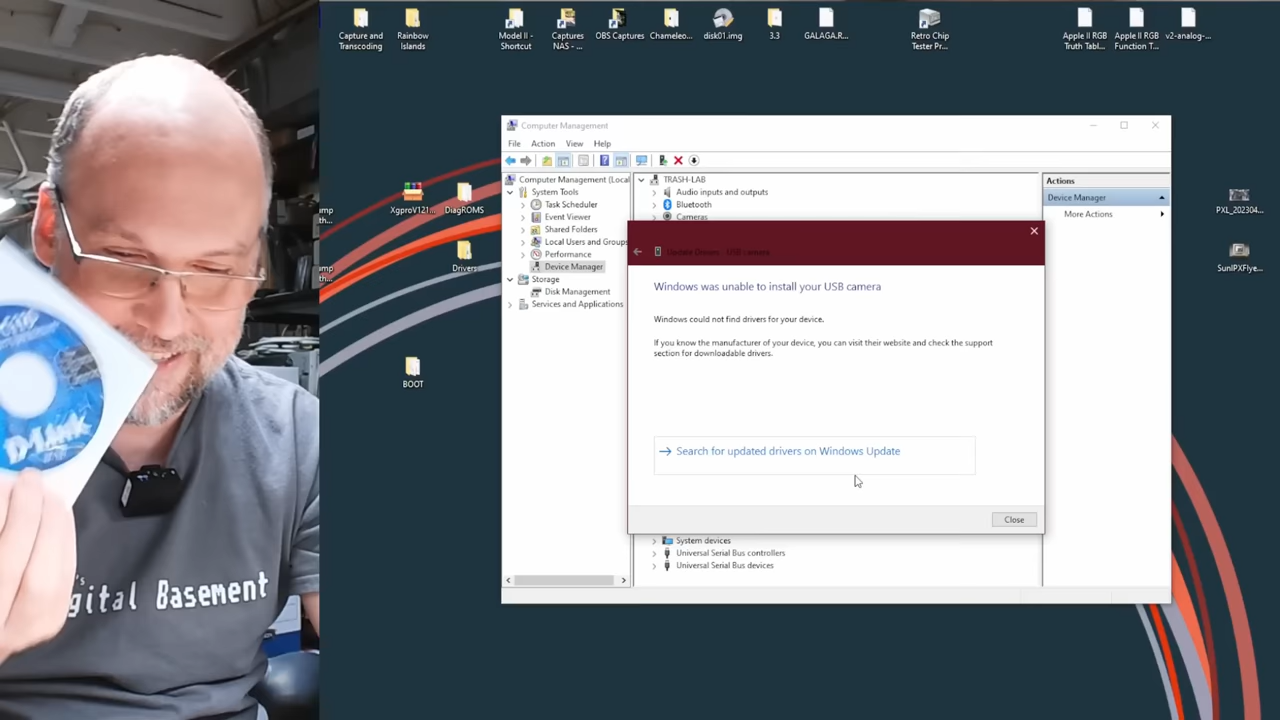 Capture and
Transcoding
Rainbow
Islands
Model II -
Shortcut
Captures
NAS - ...
OBS Captures
Chameleo...
disk01.img
3.3
GALAGA.R...
Retro Chip
Tester Pr...
Apple II RGB
Truth Tabl...
Apple II RGB
Function T...
v2-analog-...
XgproV121...
DiagROMS
Drivers
BOOT
PXL_202304...
SunIPXFlye...
Computer Management
File Action View Help
Computer Management (Local
System Tools
Task Scheduler
Event Viewer
Shared Folders
Local Users and Groups
Performance
Device Manager
Storage
Disk Management
Services and Applications
TRASH-LAB
Audio inputs and outputs
Bluetooth
Cameras
Update Drivers - USB camera
Windows was unable to install your USB camera
Windows could not find drivers for your device.
If you know the manufacturer of your device, you can visit their website and check the support
section for downloadable drivers.
Search for updated drivers on Windows Update
Close
System devices
Universal Serial Bus controllers
Universal Serial Bus devices
Actions
Device Manager
More Actions
D-Link
's
gital Basement